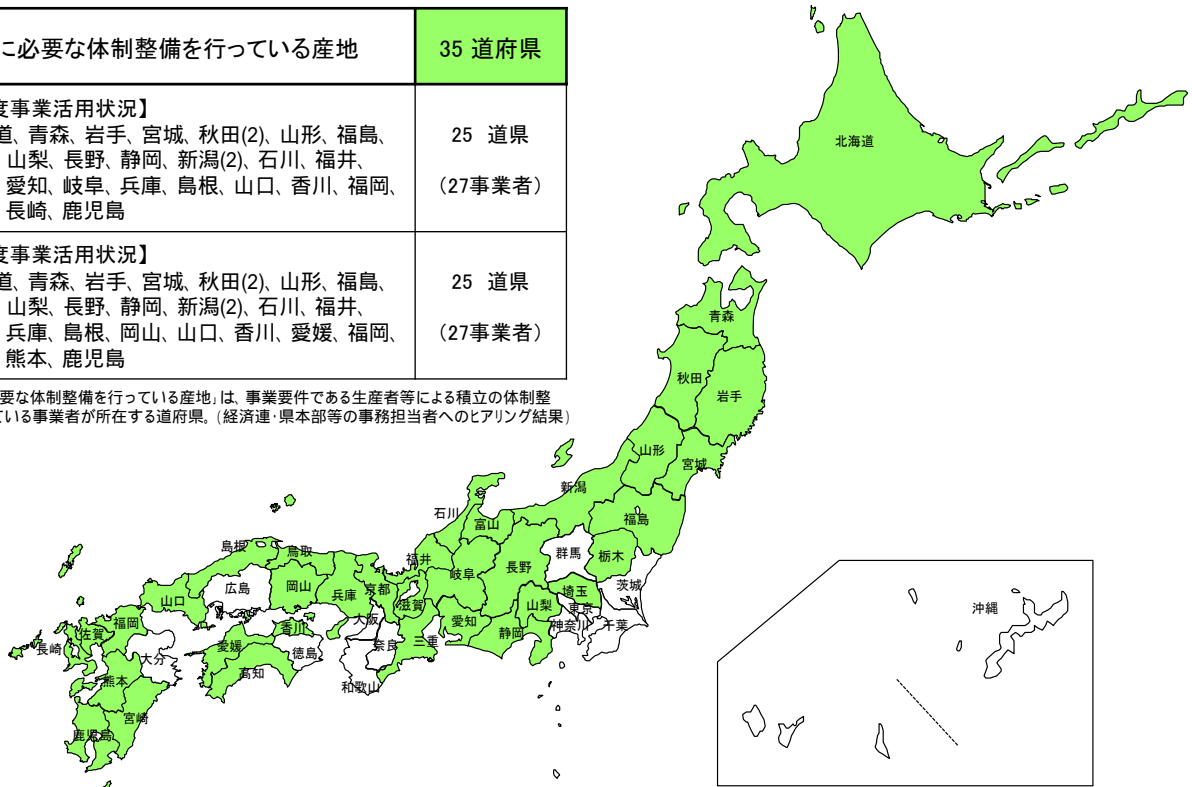 に必要な体制整備を行っている産地
35 道府県
度事業活用状況】
道、青森、岩手、宮城、秋田(2)、山形、福島、
山梨、長野、静岡、新潟(2)、石川、福井、
愛知、岐阜、兵庫、島根、山口、香川、福岡、
長崎、鹿児島
25 道県
(27事業者)
度事業活用状況】
道、青森、岩手、宮城、秋田(2)、山形、福島、
山梨、長野、静岡、新潟(2)、石川、福井、
兵庫、島根、岡山、山口、香川、愛媛、福岡、
熊本、鹿児島
25 道県
(27事業者)
要な体制整備を行っている産地」は、事業要件である生産者等による積立の体制整
ている事業者が所在する道府県。(経済連・県本部等の事務担当者へのヒアリング結果)
北海道
青森
秋田
岩手
山形
宮城
新潟
福島
石川
富山
群馬
栃木
島根
鳥取
福井
岐阜
長野
茨城
広島
岡山
兵庫
京都
滋賀
埼玉
山梨
東京
山口
福岡
香川
大阪
愛知
静岡
神奈川
千葉
佐賀
長崎
大分
愛媛
徳島
奈良
三重
高知
和歌山
熊本
宮崎
鹿児島
沖縄